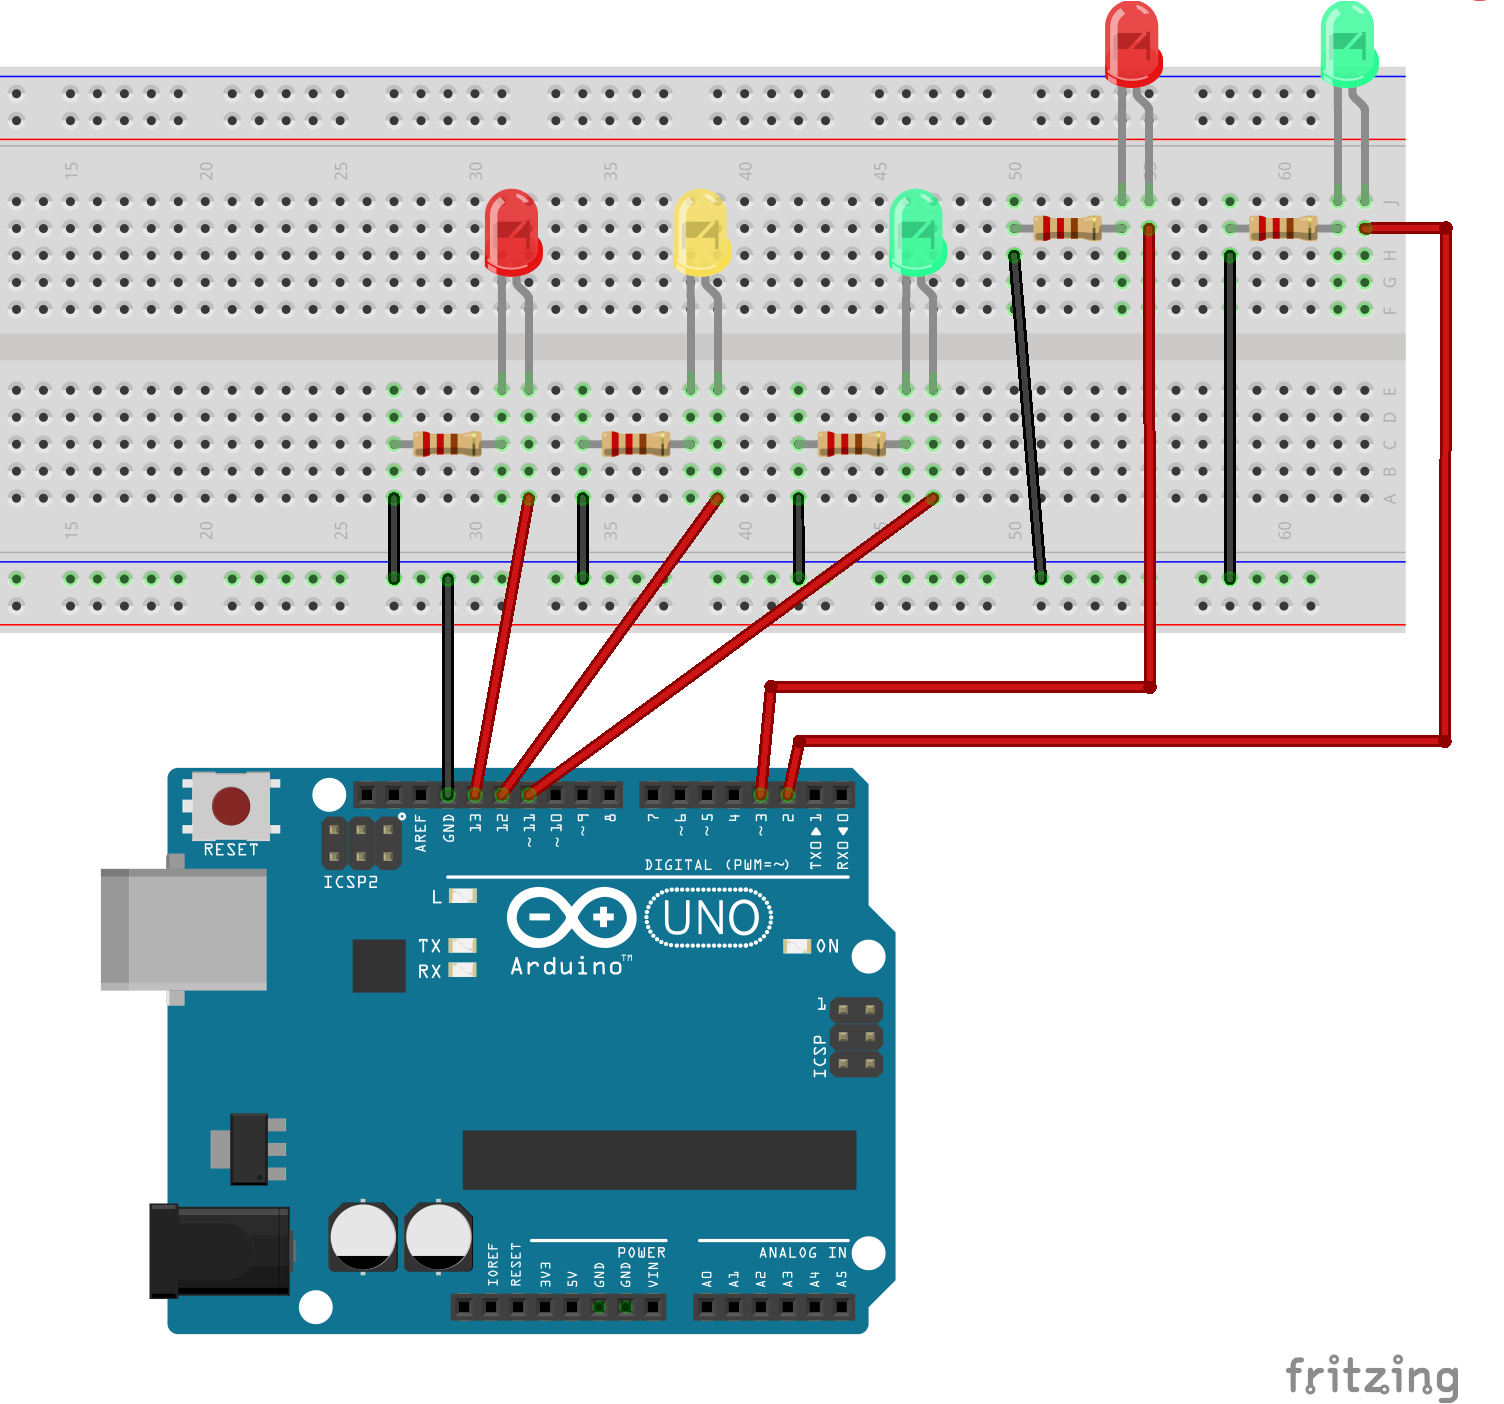 15 20 25 30 35 40 45 50 55 60
J
H
G
F
E
D
C
B
A
15 20 25 30 35 40 45 50 60
RESET
ICSP2
AREF
GND
13
12
~11
~10
~9
8
7
~6
~5
4
~3
2
TX0▶1
RX0◀0
DIGITAL (PWM=~)
L
TX
RX
Arduino™
UNO
ON
1
ICSP
POWER
ANALOG IN
IOREF
RESET
3V3
5V
GND
GND
VIN
A0
A1
A2
A3
A4
A5
fritzing